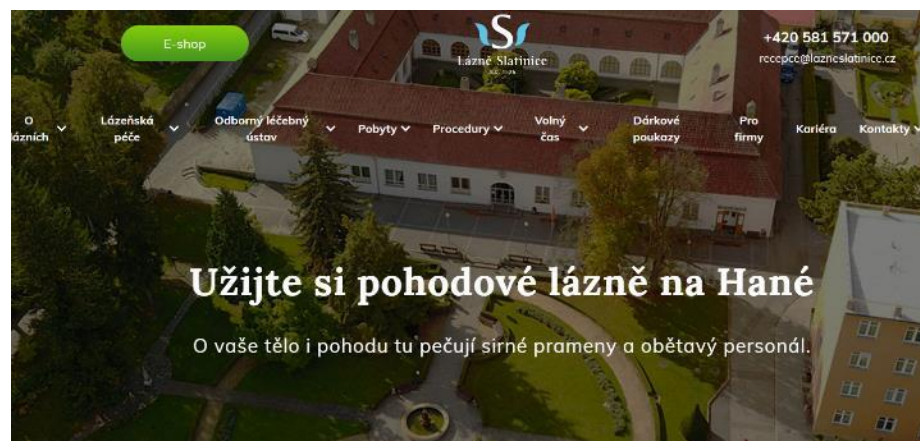 E-shop
S
Lázně Slatinice
+420 581 571 000
recepce@lazneslatinice.cz
O
lázních
Lázeňská
péče
Odborný léčebný
ústav
Pobyty
Procedury
Volný
čas
Dárkové
poukazy
Pro
firmy
Kariéra
Kontakty
Užijte si pohodové lázně na Hané
O vaše tělo i pohodu tu pečují sirné prameny a obětavý personál.